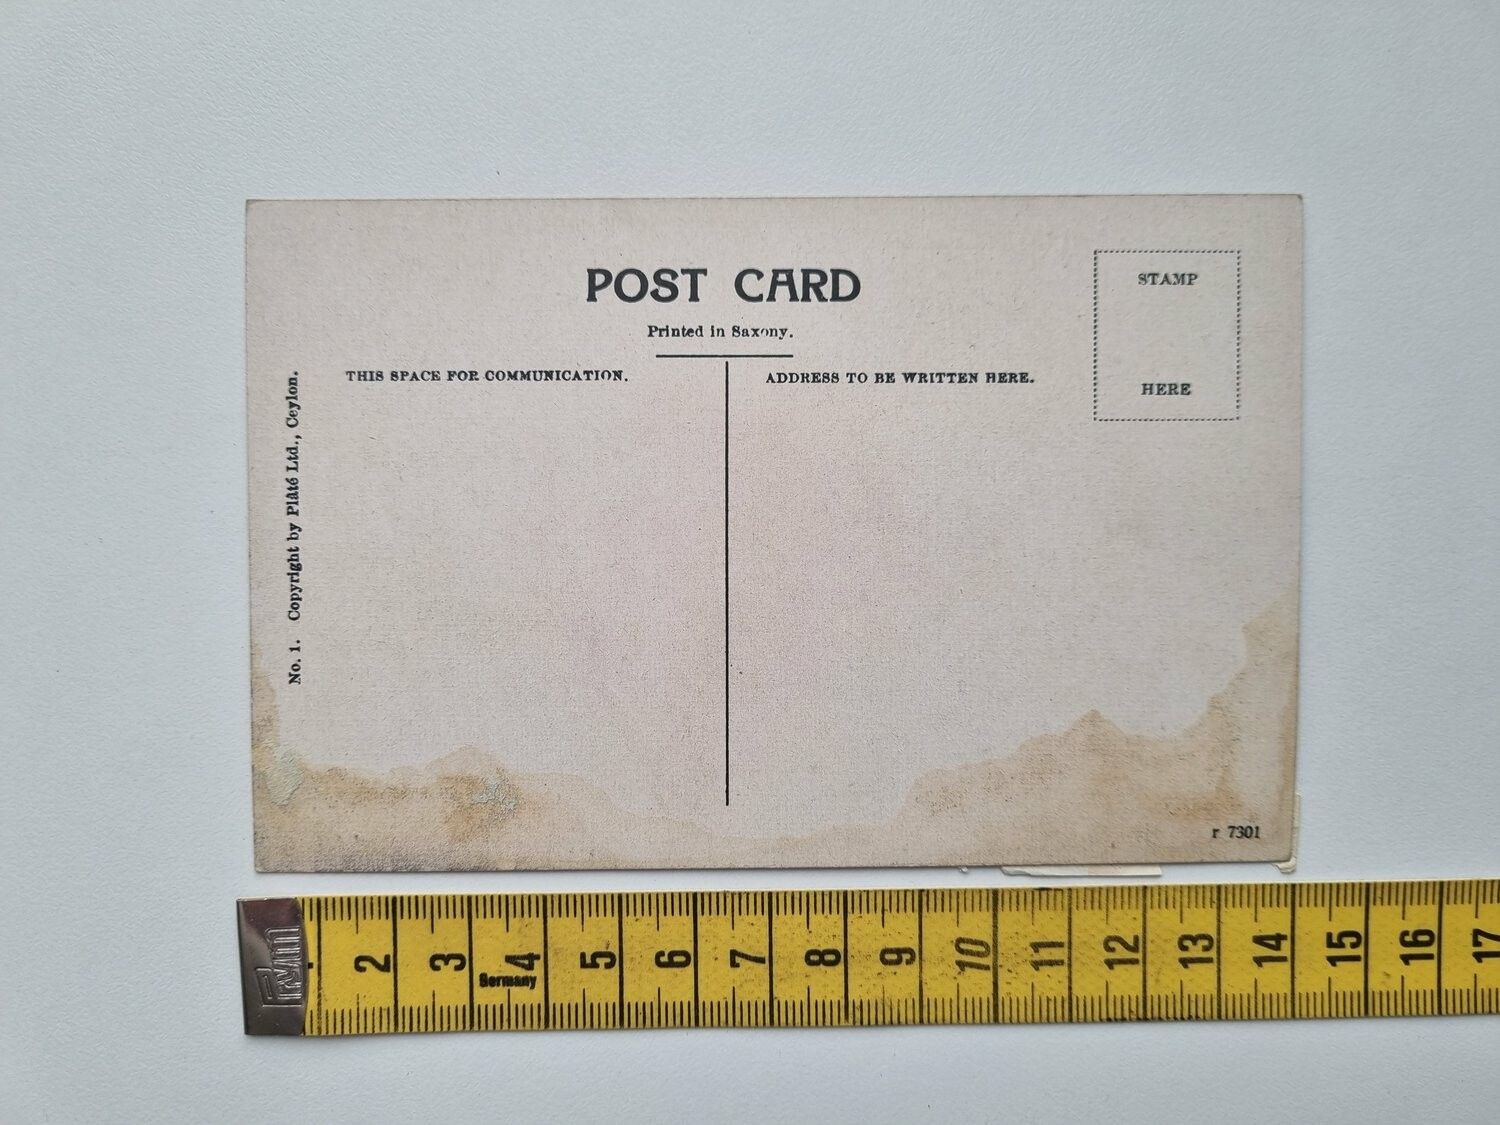 POST CARD
Printed in Saxony.
THIS SPACE FOR COMMUNICATION.
ADDRESS TO BE WRITTEN HERE.
STAMP
HERE
No. 1. Copyright by Plâté Ltd., Ceylon.
r 7301
Prym
2 3 4 5 6 7 8 9 10 11 12 13 14 15 16 17
Germany